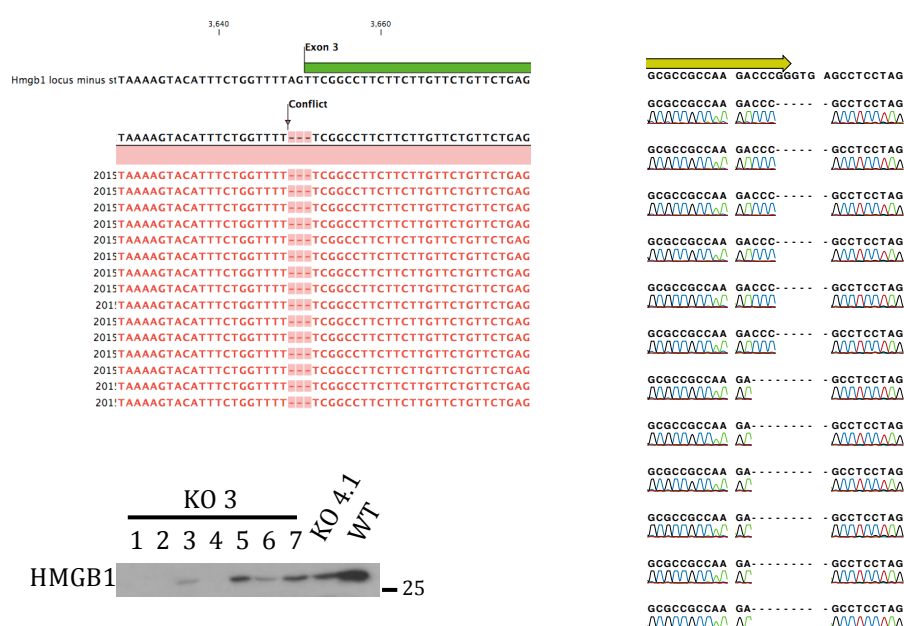 3,640 3,660
Exon 3
Hmgb1 locus minus st TAAAAGTACATTTCTGGTTTTAGTTCGGCCTTCTTCTTGTTCTGTTCTGAG
Conflict
TAAAAGTACATTTCTGGTTTT---TCGGCCTTCTTCTTGTTCTGTTCTGAG
2015 TAAAAGTACATTTCTGGTTTT---TCGGCCTTCTTCTTGTTCTGTTCTGAG
2015 TAAAAGTACATTTCTGGTTTT---TCGGCCTTCTTCTTGTTCTGTTCTGAG
2015 TAAAAGTACATTTCTGGTTTT---TCGGCCTTCTTCTTGTTCTGTTCTGAG
2015 TAAAAGTACATTTCTGGTTTT---TCGGCCTTCTTCTTGTTCTGTTCTGAG
2015 TAAAAGTACATTTCTGGTTTT---TCGGCCTTCTTCTTGTTCTGTTCTGAG
2015 TAAAAGTACATTTCTGGTTTT---TCGGCCTTCTTCTTGTTCTGTTCTGAG
2015 TAAAAGTACATTTCTGGTTTT---TCGGCCTTCTTCTTGTTCTGTTCTGAG
2015 TAAAAGTACATTTCTGGTTTT---TCGGCCTTCTTCTTGTTCTGTTCTGAG
201 TAAAAGTACATTTCTGGTTTT---TCGGCCTTCTTCTTGTTCTGTTCTGAG
2015 TAAAAGTACATTTCTGGTTTT---TCGGCCTTCTTCTTGTTCTGTTCTGAG
2015 TAAAAGTACATTTCTGGTTTT---TCGGCCTTCTTCTTGTTCTGTTCTGAG
2015 TAAAAGTACATTTCTGGTTTT---TCGGCCTTCTTCTTGTTCTGTTCTGAG
2015 TAAAAGTACATTTCTGGTTTT---TCGGCCTTCTTCTTGTTCTGTTCTGAG
201 TAAAAGTACATTTCTGGTTTT---TCGGCCTTCTTCTTGTTCTGTTCTGAG
201 TAAAAGTACATTTCTGGTTTT---TCGGCCTTCTTCTTGTTCTGTTCTGAG
GCGCCGCCAA GACCCGGGTG AGCCTCCTAG
GCGCCGCCAA GACCC----- -GCCTCCTAG
GCGCCGCCAA GACCC----- -GCCTCCTAG
GCGCCGCCAA GACCC----- -GCCTCCTAG
GCGCCGCCAA GACCC----- -GCCTCCTAG
GCGCCGCCAA GACCC----- -GCCTCCTAG
GCGCCGCCAA GACCC----- -GCCTCCTAG
GCGCCGCCAA GA-------- -GCCTCCTAG
GCGCCGCCAA GA-------- -GCCTCCTAG
GCGCCGCCAA GA-------- -GCCTCCTAG
GCGCCGCCAA GA-------- -GCCTCCTAG
GCGCCGCCAA GA-------- -GCCTCCTAG
GCGCCGCCAA GA-------- -GCCTCCTAG
KO 3 KO 4.1 WT
1 2 3 4 5 6 7
HMGB1
25